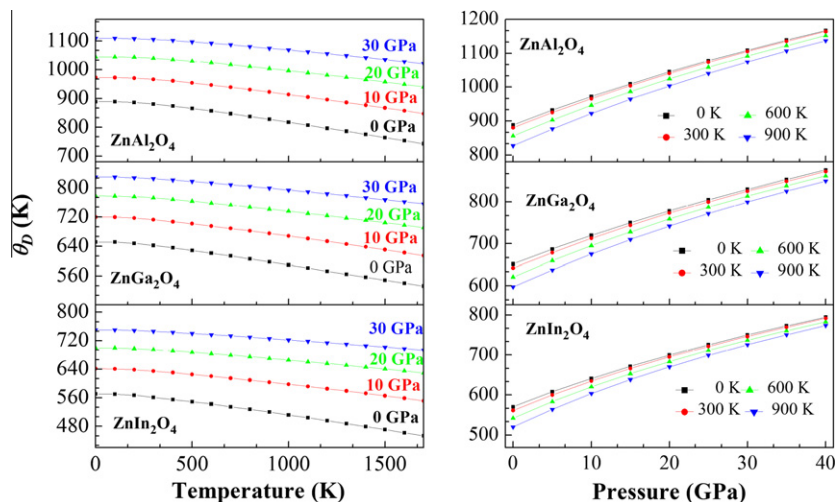 θD (K)
1100
1000
900
800
700
30 GPa
20 GPa
10 GPa
0 GPa
ZnAl2O4
800
720
640
560
30 GPa
20 GPa
10 GPa
0 GPa
ZnGa2O4
800
720
640
560
480
30 GPa
20 GPa
10 GPa
0 GPa
ZnIn2O4
0 500 1000 1500
Temperature (K)
1200
1100
1000
900
800
ZnAl2O4
0 K 600 K
300 K 900 K
800
700
600
ZnGa2O4
0 K 600 K
300 K 900 K
800
700
600
500
ZnIn2O4
0 K 600 K
300 K 900 K
0 10 20 30 40
Pressure (GPa)